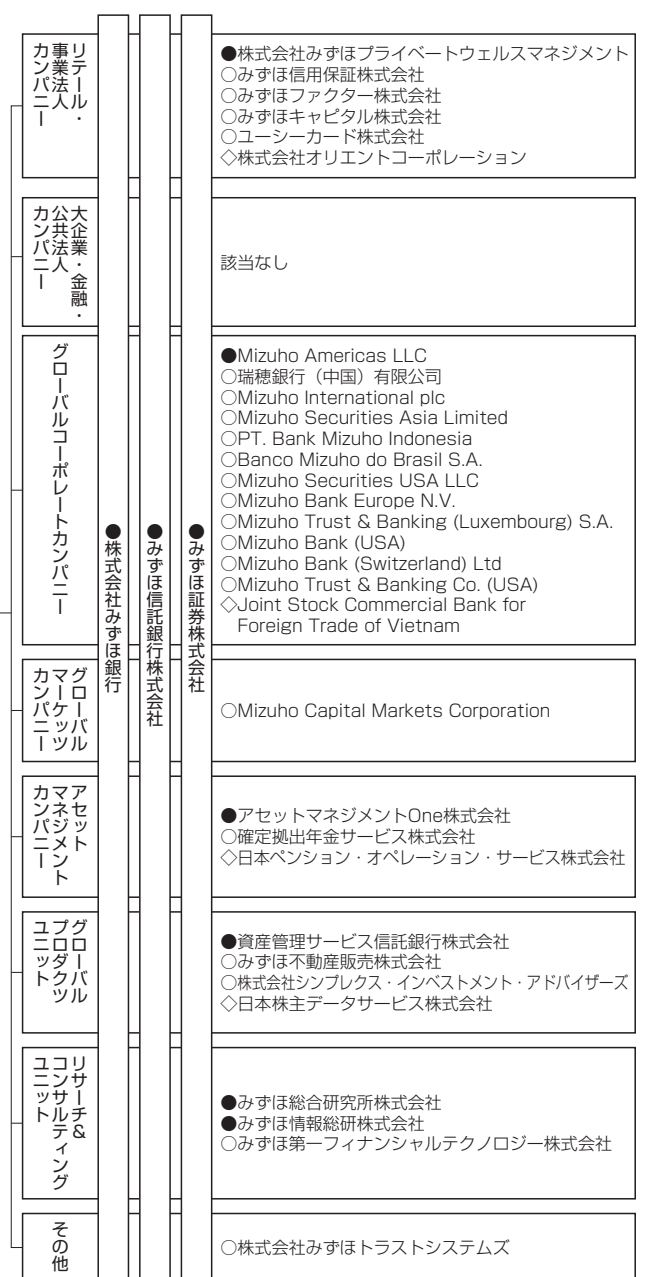 リテール・
事業法人
カンパニー
●株式会社みずほプライベートウェルスマネジメント
○みずほ信用保証株式会社
○みずほファクター株式会社
○みずほキャピタル株式会社
○ユーシーカード株式会社
◇株式会社オリエントコーポレーション
大企業・金融・
公共法人
カンパニー
該当なし
グローバルコーポレートカンパニー
●Mizuho Americas LLC
○瑞穂銀行（中国）有限公司
○Mizuho International plc
○Mizuho Securities Asia Limited
○PT. Bank Mizuho Indonesia
○Banco Mizuho do Brasil S.A.
○Mizuho Securities USA LLC
○Mizuho Bank Europe N.V.
○Mizuho Trust & Banking (Luxembourg) S.A.
○Mizuho Bank (USA)
○Mizuho Bank (Switzerland) Ltd
○Mizuho Trust & Banking Co. (USA)
◇Joint Stock Commercial Bank for
Foreign Trade of Vietnam
●株式会社みずほ銀行
●みずほ信託銀行株式会社
●みずほ証券株式会社
グローバル
マーケッツ
カンパニー
○Mizuho Capital Markets Corporation
アセット
マネジメント
カンパニー
●アセットマネジメントOne株式会社
○確定拠出年金サービス株式会社
◇日本ペンション・オペレーション・サービス株式会社
グローバル
プロダクツ
ユニット
●資産管理サービス信託銀行株式会社
○みずほ不動産販売株式会社
○株式会社シンプレクス・インベストメント・アドバイザーズ
◇日本株主データサービス株式会社
リサーチ&
コンサルティング
ユニット
●みずほ総合研究所株式会社
●みずほ情報総研株式会社
○みずほ第一フィナンシャルテクノロジー株式会社
その他
○株式会社みずほトラストシステムズ